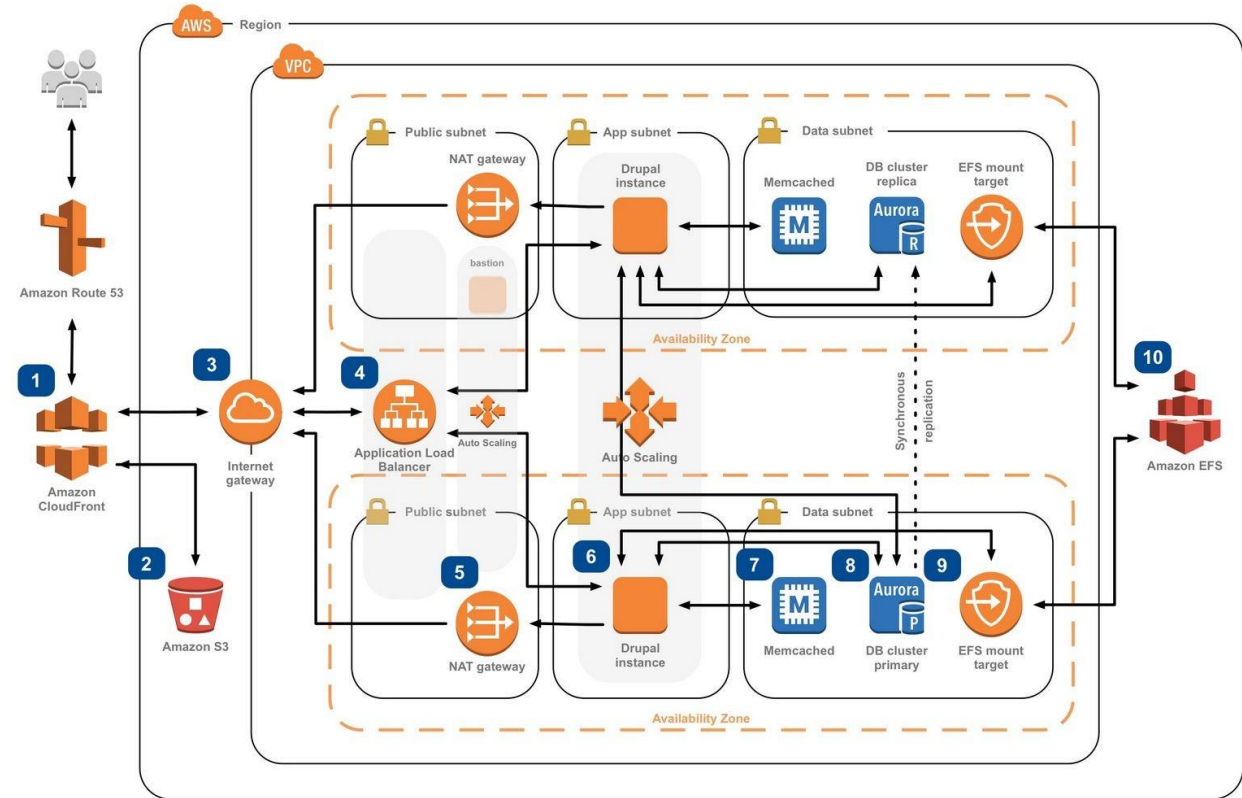 AWS
Region
VPC
Public subnet
App subnet
Data subnet
NAT gateway
Drupal
instance
Memcached
DB cluster
replica
EFS mount
target
M
Aurora
R
bastion
Amazon Route 53
Availability Zone
1
3
4
10
Synchronous
replication
Auto Scaling
Auto Scaling
Application Load
Balancer
Internet
gateway
Amazon EFS
Amazon
CloudFront
Public subnet
App subnet
Data subnet
2
5
6
7
8
9
M
Aurora
P
Amazon S3
NAT gateway
Drupal
instance
Memcached
DB cluster
primary
EFS mount
target
Availability Zone